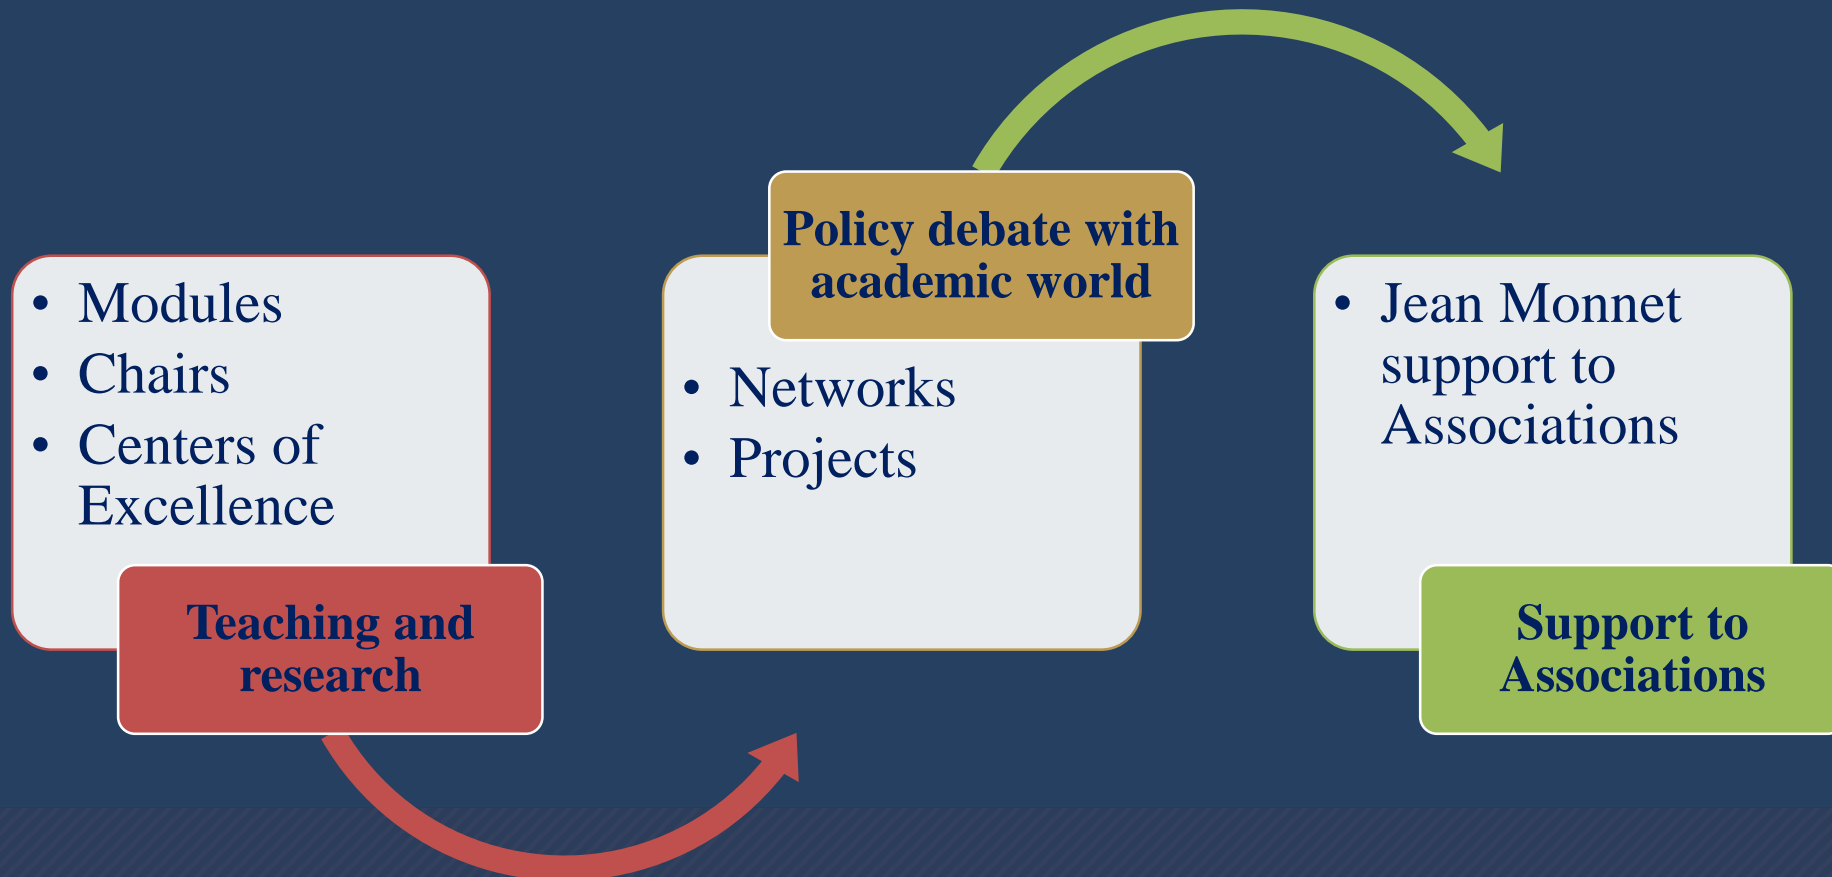 • Modules
• Chairs
• Centers of
Excellence
Teaching and
research
Policy debate with
academic world
• Networks
• Projects
• Jean Monnet
support to
Associations
Support to
Associations